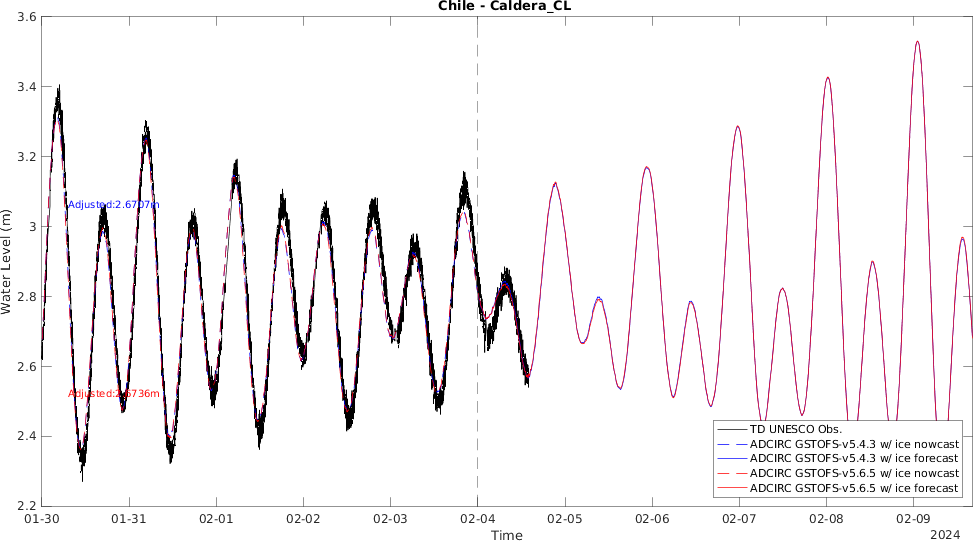 Chile - Caldera_CL
3.6
3.4
3.2
3
2.8
2.6
2.4
2.2
Water Level (m)
Adjusted:2.6707m
Adjusted:2.6736m
TD UNESCO Obs.
ADCIRC GSTOFS-v5.4.3 w/ ice nowcast
ADCIRC GSTOFS-v5.4.3 w/ ice forecast
ADCIRC GSTOFS-v5.6.5 w/ ice nowcast
ADCIRC GSTOFS-v5.6.5 w/ ice forecast
01-30 01-31 02-01 02-02 02-03 02-04 02-05 02-06 02-07 02-08 02-09
Time
2024